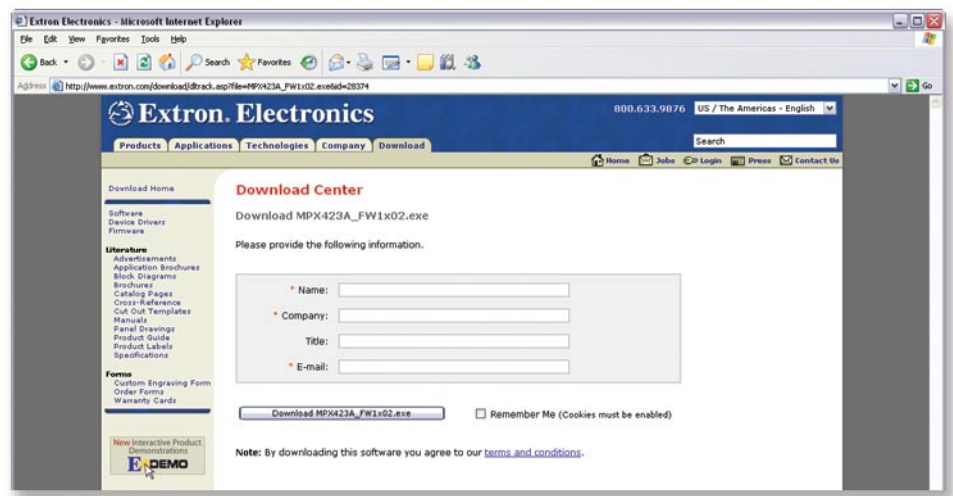 Extron Electronics - Microsoft Internet Explorer
File Edit View Favorites Tools Help
Back Search Favorites
Address http://www.extron.com/download/dltrack.asp?file=MPX423A_FW1x02.exe&id=28374 Go
Extron. Electronics 800.633.9876 US / The Americas - English
Search
Products Applications Technologies Company Download
Home Jobs Login Press Contact Us
Download Home
Software
Device Drivers
Firmware
Literature
Advertisements
Application Brochures
Block Diagrams
Brochures
Catalog Pages
Cross-Reference
Cut Out Templates
Manuals
Panel Drawings
Product Guide
Product Labels
Specifications
Forms
Custom Engraving Form
Order Forms
Warranty Cards
New Interactive Product
Demonstrations
E DEMO
Download Center
Download MPX423A_FW1x02.exe
Please provide the following information.
* Name:
* Company:
Title:
* E-mail:
Download MPX423A_FW1x02.exe Remember Me (Cookies must be enabled)
Note: By downloading this software you agree to our terms and conditions.